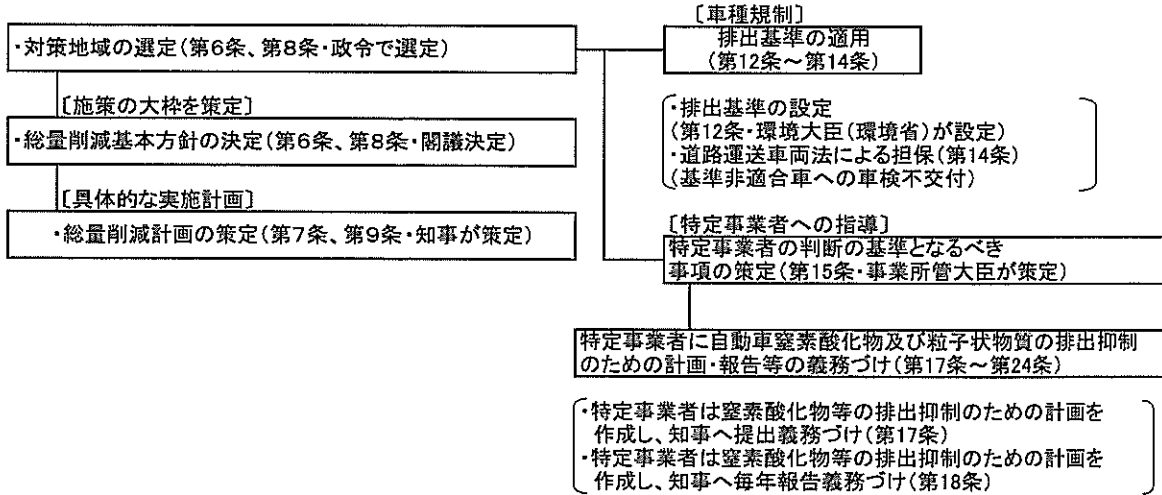 ・対策地域の選定(第6条、第8条・政令で選定)
〔施策の大枠を策定〕
・総量削減基本方針の決定(第6条、第8条・閣議決定)
〔具体的な実施計画〕
・総量削減計画の策定(第7条、第9条・知事が策定)
〔車種規制〕
排出基準の適用
(第12条～第14条)
・排出基準の設定
(第12条・環境大臣(環境省)が設定)
・道路運送車両法による担保(第14条)
(基準非適合車への車検不交付)
〔特定事業者への指導〕
特定事業者の判断の基準となるべき
事項の策定(第15条・事業所管大臣が策定)
特定事業者に自動車窒素酸化物及び粒子状物質の排出抑制
のための計画・報告等の義務づけ(第17条～第24条)
・特定事業者は窒素酸化物等の排出抑制のための計画を
作成し、知事へ提出義務づけ(第17条)
・特定事業者は窒素酸化物等の排出抑制のための計画を
作成し、知事へ毎年報告義務づけ(第18条)